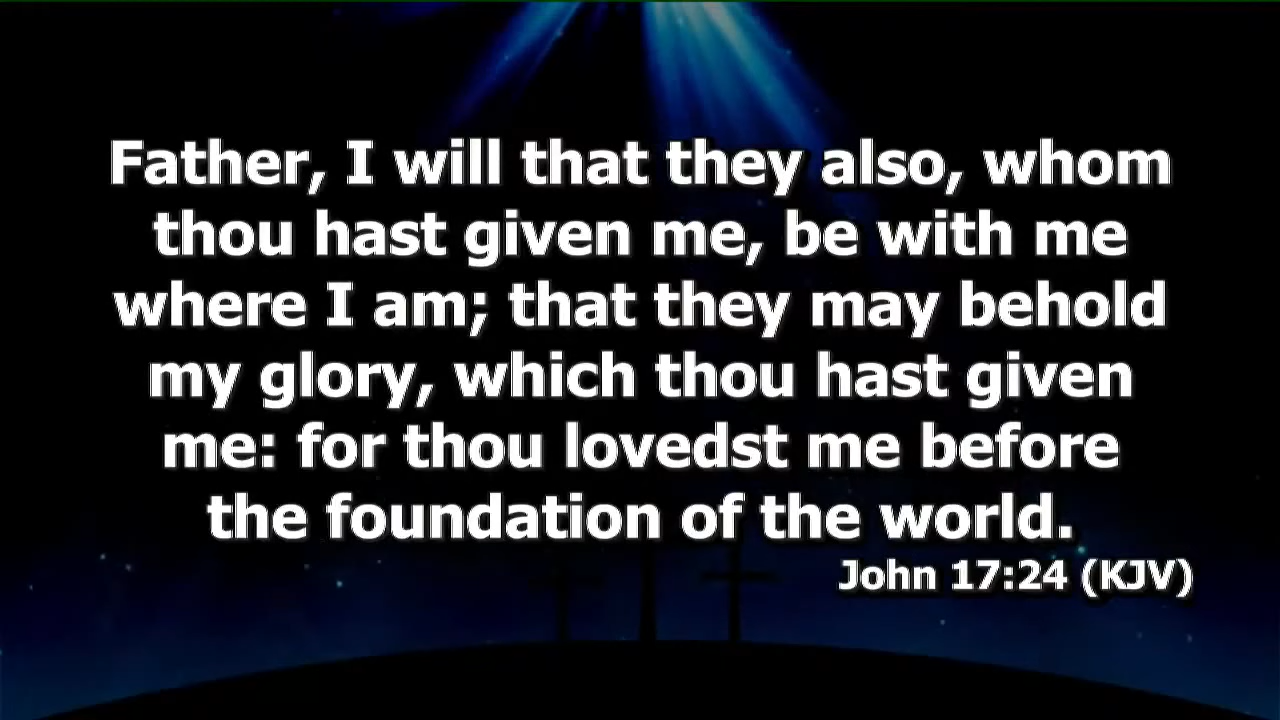 Father, I will that they also, whom
thou hast given me, be with me
where I am; that they may behold
my glory, which thou hast given
me: for thou lovedst me before
the foundation of the world.
John 17:24 (KJV)